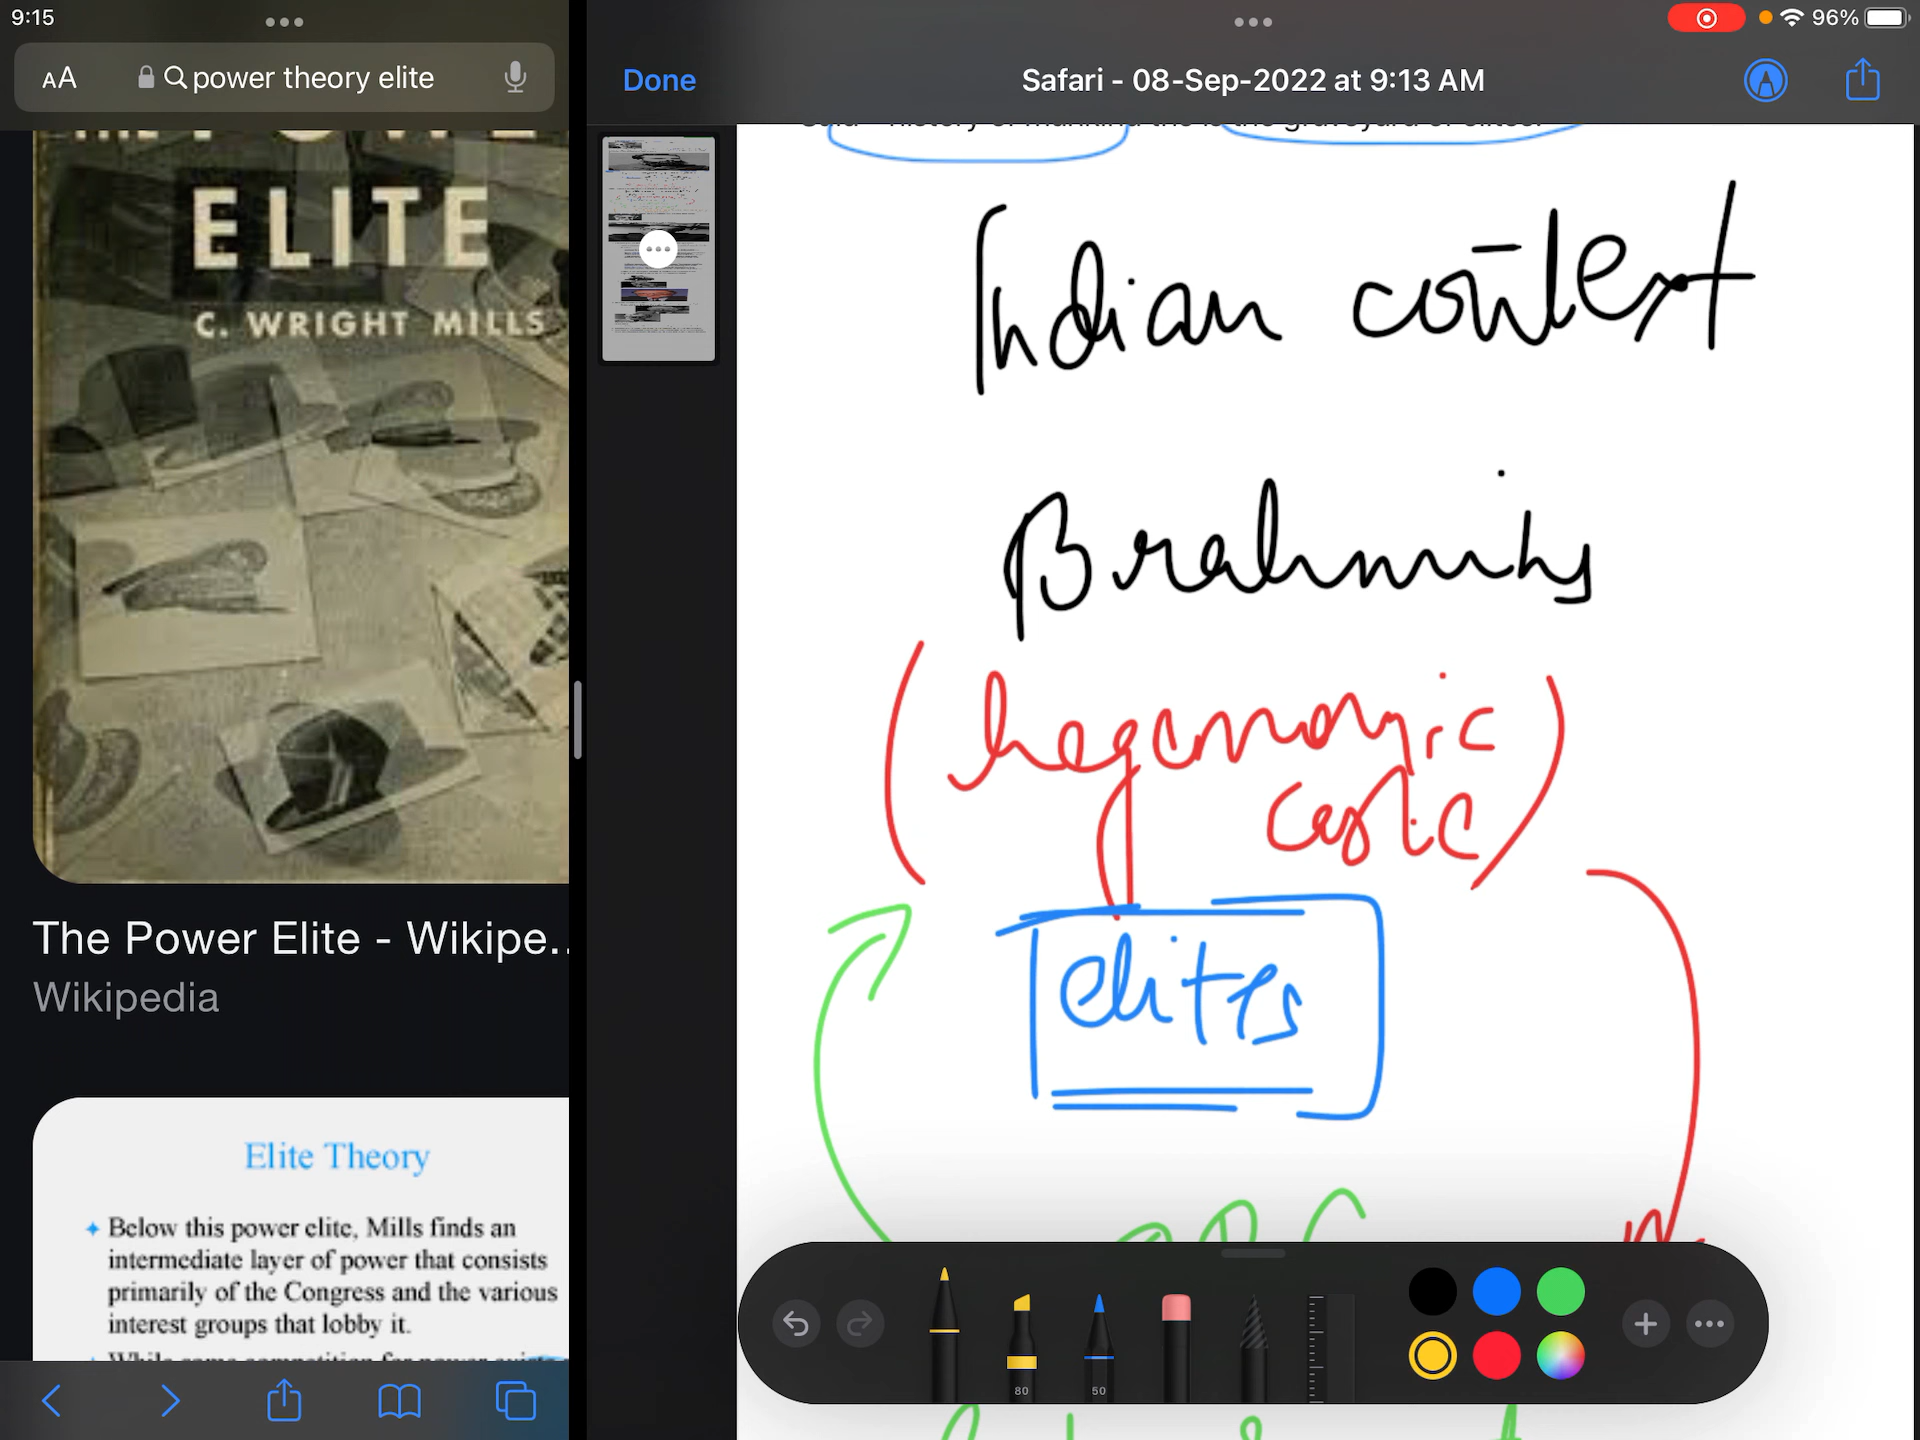 9:15
AA power theory elite
ELITE
C. WRIGHT MILLS
The Power Elite - Wikipe..
Wikipedia
Elite Theory
Below this power elite, Mills finds an
intermediate layer of power that consists
primarily of the Congress and the various
interest groups that lobby it.
96%
Done
Safari - 08-Sep-2022 at 9:13 AM
Indian context
Brahmins
(hegemonic
caste)
elites
80
50